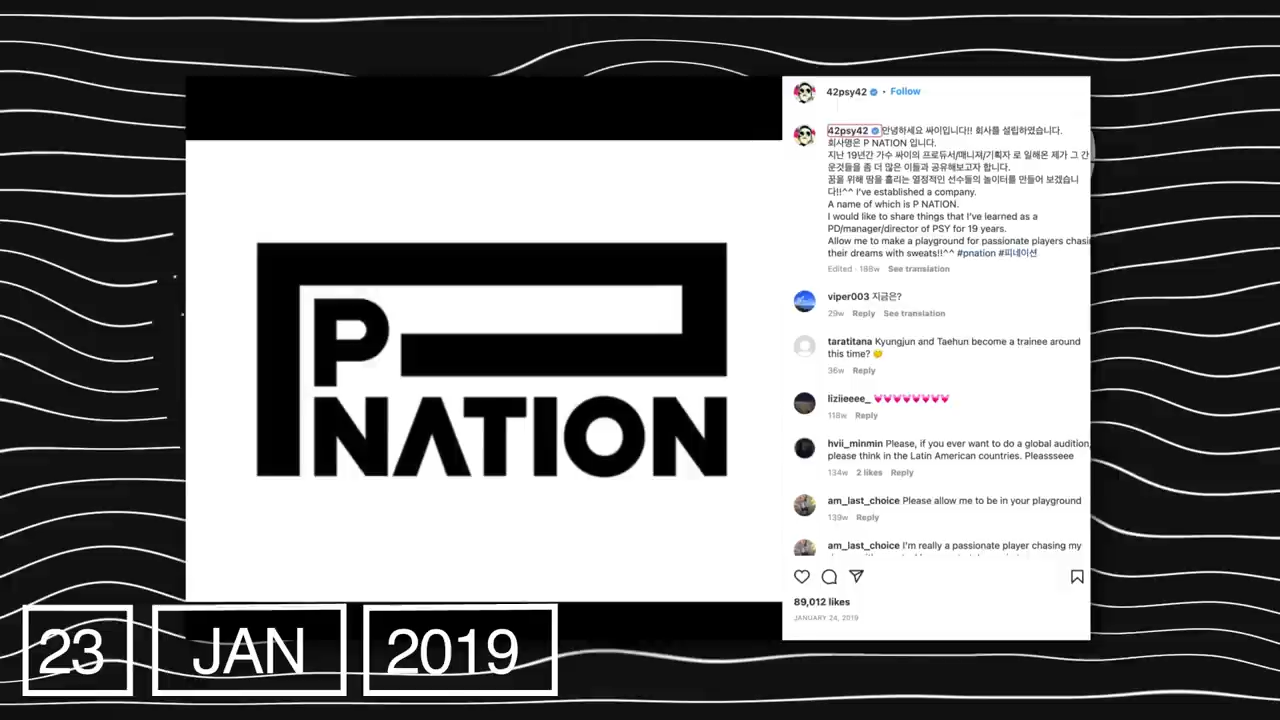 P
NATION
42psy42 • Follow
42psy42 안녕하세요 싸이입니다!! 회사를 설립하였습니다.
회사명은 P NATION 입니다.
지난 19년간 가수 싸이의 프로듀서/매니져/기획자 로 일해온 제가 그 간
운것들을 좀 더 많은 이들과 공유해보고자 합니다.
꿈을 위해 땀을 흘리는 열정적인 선수들의 놀이터를 만들어 보겠습니
다!!^^ I've established a company.
A name of which is P NATION.
I would like to share things that I've learned as a
PD/manager/director of PSY for 19 years.
Allow me to make a playground for passionate players chasi
their dreams with sweats!!^^ #pnation #피네이션
Edited · 188w See translation
viper003 지금은?
29w Reply See translation
taratitana Kyungjun and Taehun become a trainee around
this time?
36w Reply
liziieeee_
118w Reply
hvii_minmin Please, if you ever want to do a global audition,
please think in the Latin American countries. Pleassseee
134w 2 likes Reply
am_last_choice Please allow me to be in your playground
139w Reply
am_last_choice I'm really a passionate player chasing my
89,012 likes
JANUARY 24, 2019
23 JAN 2019